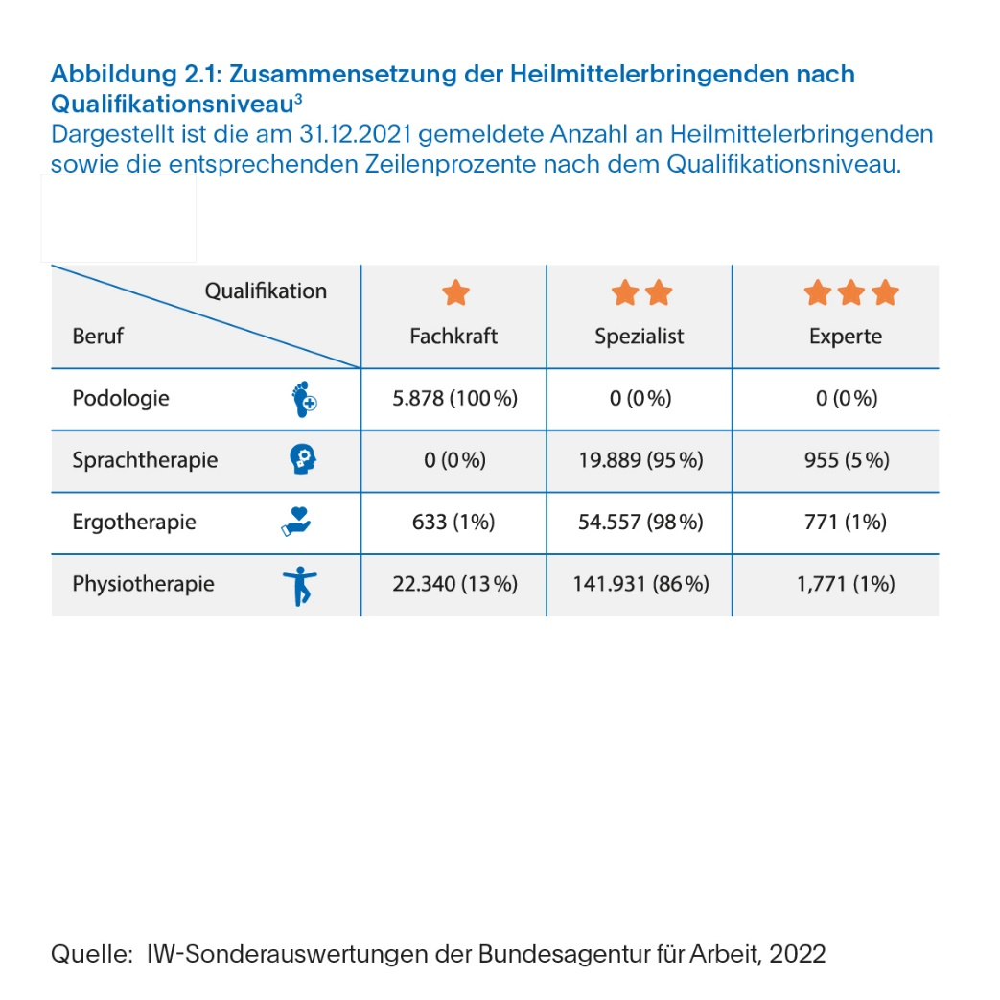 Abbildung 2.1: Zusammensetzung der Heilmittelerbringenden nach
Qualifikationsniveau³
Dargestellt ist die am 31.12.2021 gemeldete Anzahl an Heilmittelerbringenden
sowie die entsprechenden Zeilenprozente nach dem Qualifikationsniveau.
Qualifikation
Beruf Fachkraft Spezialist Experte
Podologie 5.878 (100 %) 0 (0 %) 0 (0 %)
Sprachtherapie 0 (0 %) 19.889 (95 %) 955 (5 %)
Ergotherapie 633 (1%) 54.557 (98 %) 771 (1%)
Physiotherapie 22.340 (13 %) 141.931 (86 %) 1,771 (1%)
Quelle: IW-Sonderauswertungen der Bundesagentur für Arbeit, 2022